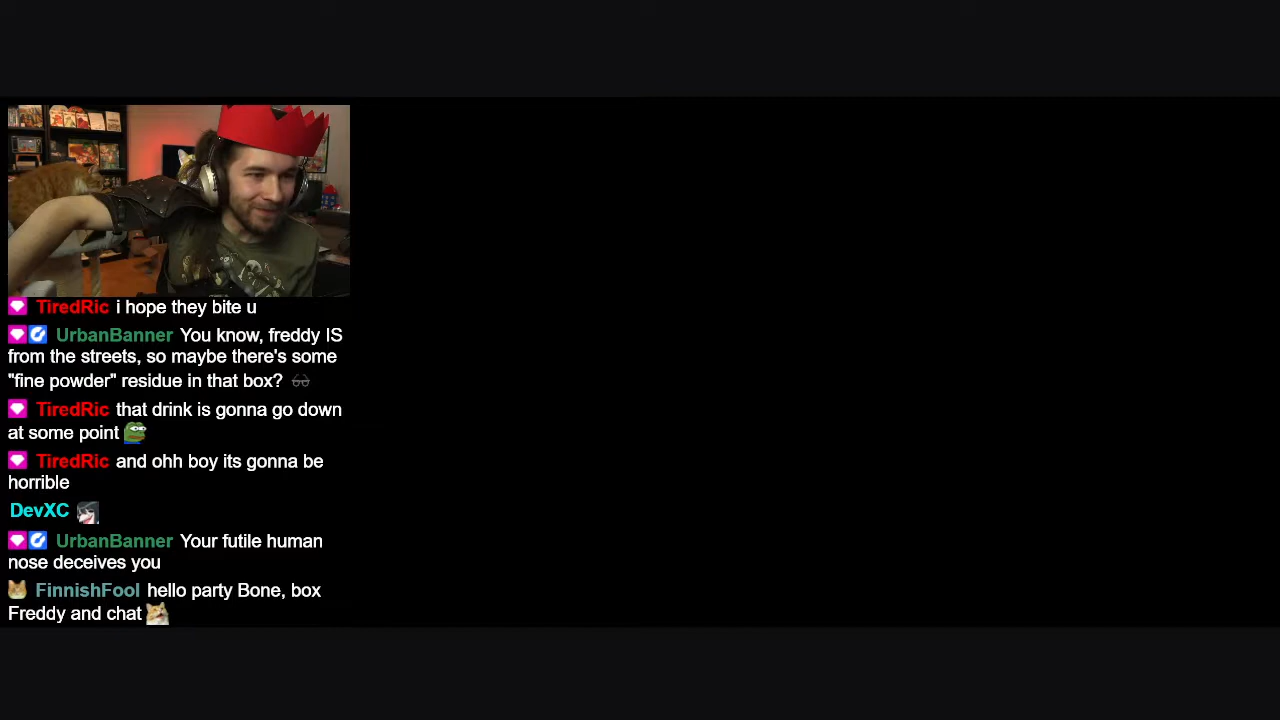 TiredRic i hope they bite u
UrbanBanner You know, freddy IS
from the streets, so maybe there's some
"fine powder" residue in that box?
TiredRic that drink is gonna go down
at some point
TiredRic and ohh boy its gonna be
horrible
DevXC
UrbanBanner Your futile human
nose deceives you
FinnishFool hello party Bone, box
Freddy and chat